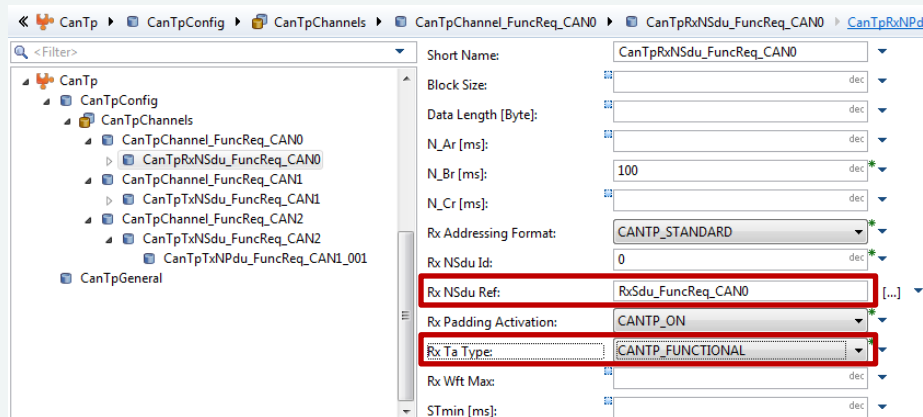 « CanTp ▸ CanTpConfig ▸ CanTpChannels ▸ CanTpChannel_FuncReq_CAN0 ▸ CanTpRxNSdu_FuncReq_CAN0 ▸ CanTpRxNPd
<Filter>
CanTp
CanTpConfig
CanTpChannels
CanTpChannel_FuncReq_CAN0
CanTpRxNSdu_FuncReq_CAN0
CanTpChannel_FuncReq_CAN1
CanTpTxNSdu_FuncReq_CAN1
CanTpChannel_FuncReq_CAN2
CanTpTxNSdu_FuncReq_CAN2
CanTpTxNPdu_FuncReq_CAN1_001
CanTpGeneral
Short Name: CanTpRxNSdu_FuncReq_CAN0
Block Size: dec
Data Length [Byte]: dec
N_Ar [ms]: dec
N_Br [ms]: 100 dec *
N_Cr [ms]: dec
Rx Addressing Format: CANTP_STANDARD *
Rx NSdu Id: 0 dec *
Rx NSdu Ref: RxSdu_FuncReq_CAN0 [...]
Rx Padding Activation: CANTP_ON *
Rx Ta Type: CANTP_FUNCTIONAL *
Rx Wft Max: dec
STmin [ms]: dec